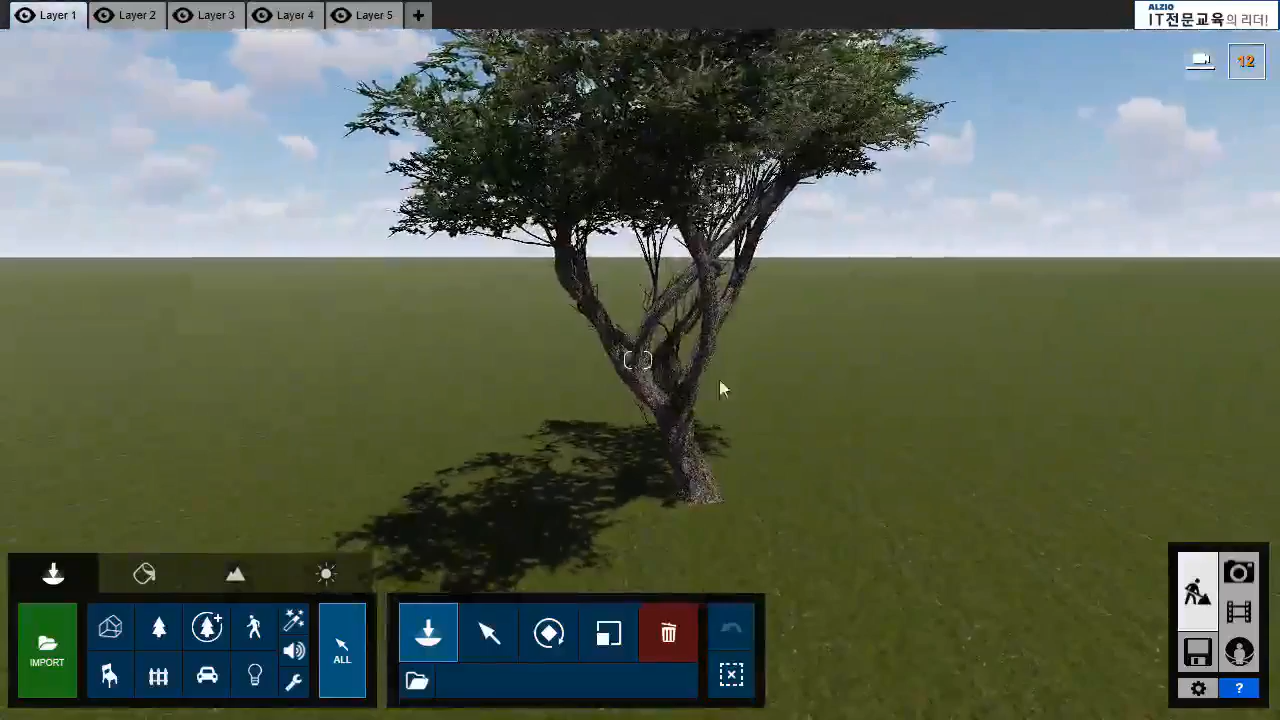 Layer 1
Layer 2
Layer 3
Layer 4
Layer 5
+
ALZIO
IT전문교육의 리더!
12
IMPORT
ALL
?